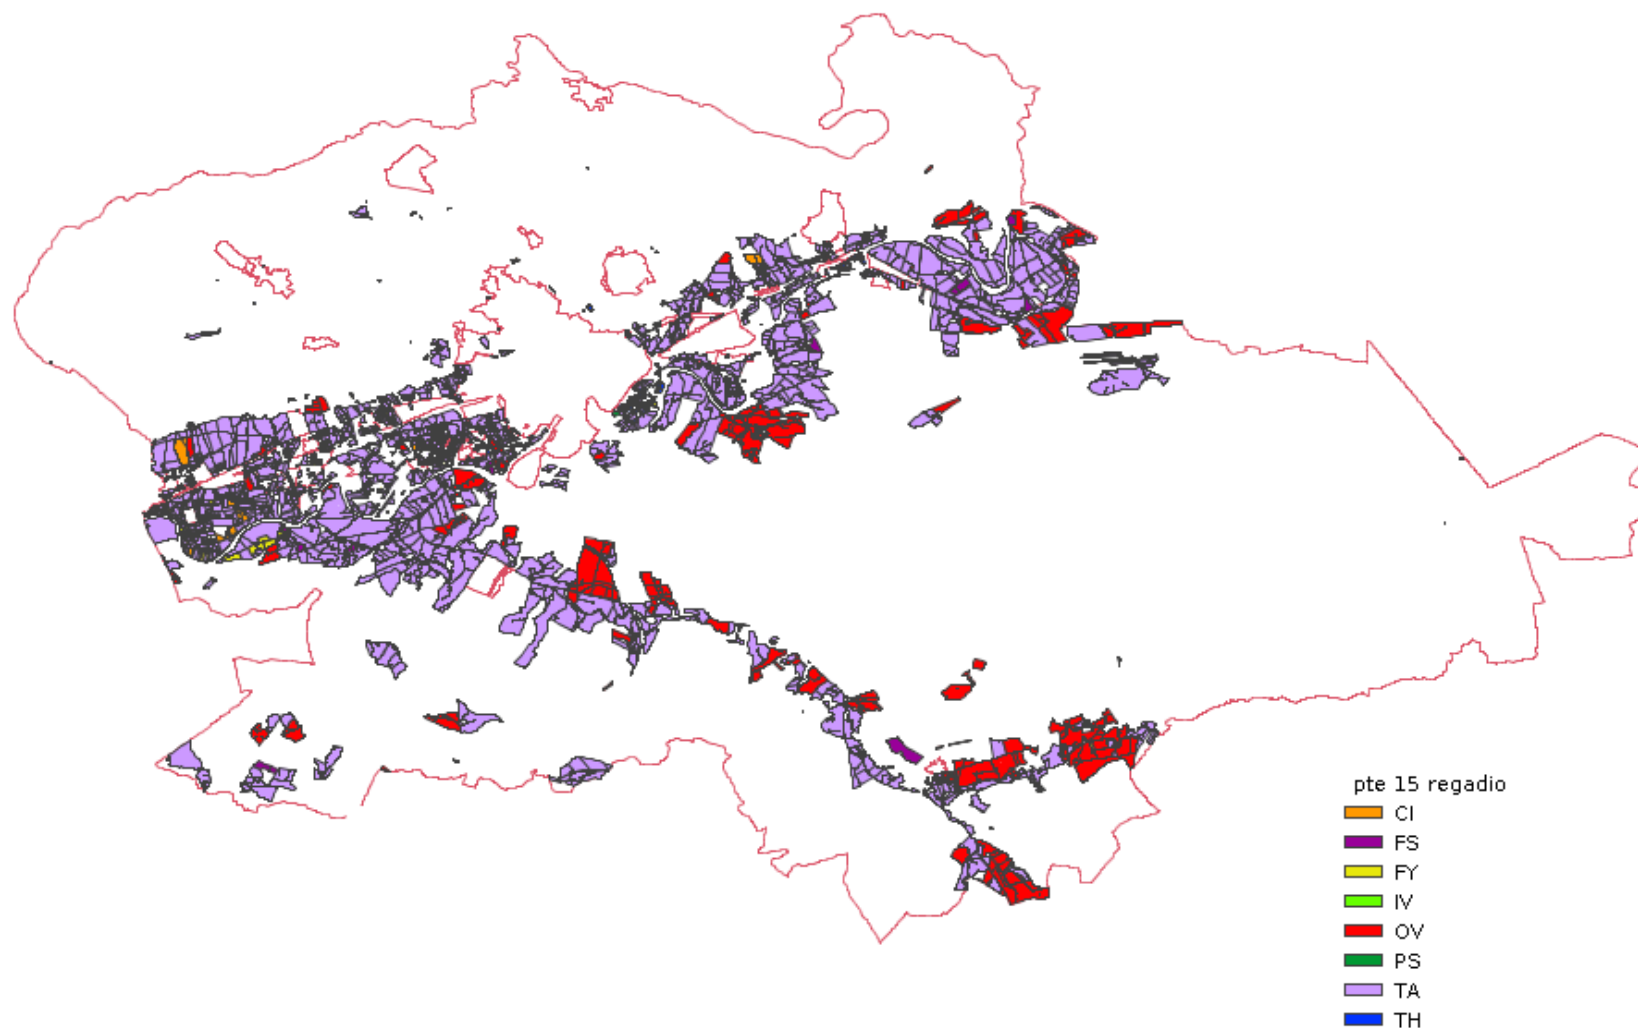 pte 15 regadio
CI
FS
FY
IV
OV
PS
TA
TH